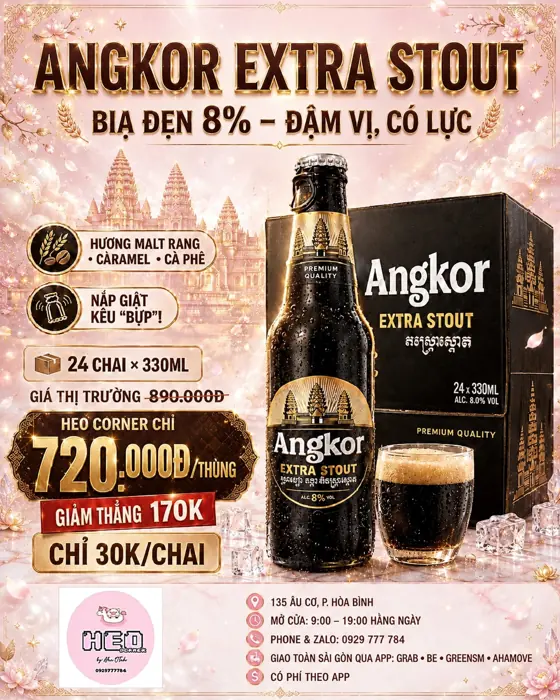 ANGKOR EXTRA STOUT
BIA ĐẸN 8% – ĐẬM VỊ, CÓ LỰC
HƯƠNG MALT RANG
• CARAMEL • CÀ PHÊ
NẮP GIẬT
KÊU "BỰP"!
24 CHAI × 330ML
GIÁ THỊ TRƯỜNG 890.000Đ
HEO CORNER CHỈ
720.000Đ/THÙNG
GIẢM THẲNG 170K
CHỈ 30K/CHAI
PREMIUM
QUALITY
Angkor
EXTRA STOUT
ALC. 8% VOL
Angkor
EXTRA STOUT
24 x 330ML
ALC. 8.0% VOL
PREMIUM QUALITY
HEO
CORNER
0929777784
135 ÂU CƠ, P. HÒA BÌNH
MỞ CỬA: 9:00 – 19:00 HÀNG NGÀY
PHONE & ZALO: 0929 777 784
GIAO TOÀN SÀI GÒN QUA APP: GRAB • BE • GREENSM • AHAMOVE
CÓ PHÍ THEO APP